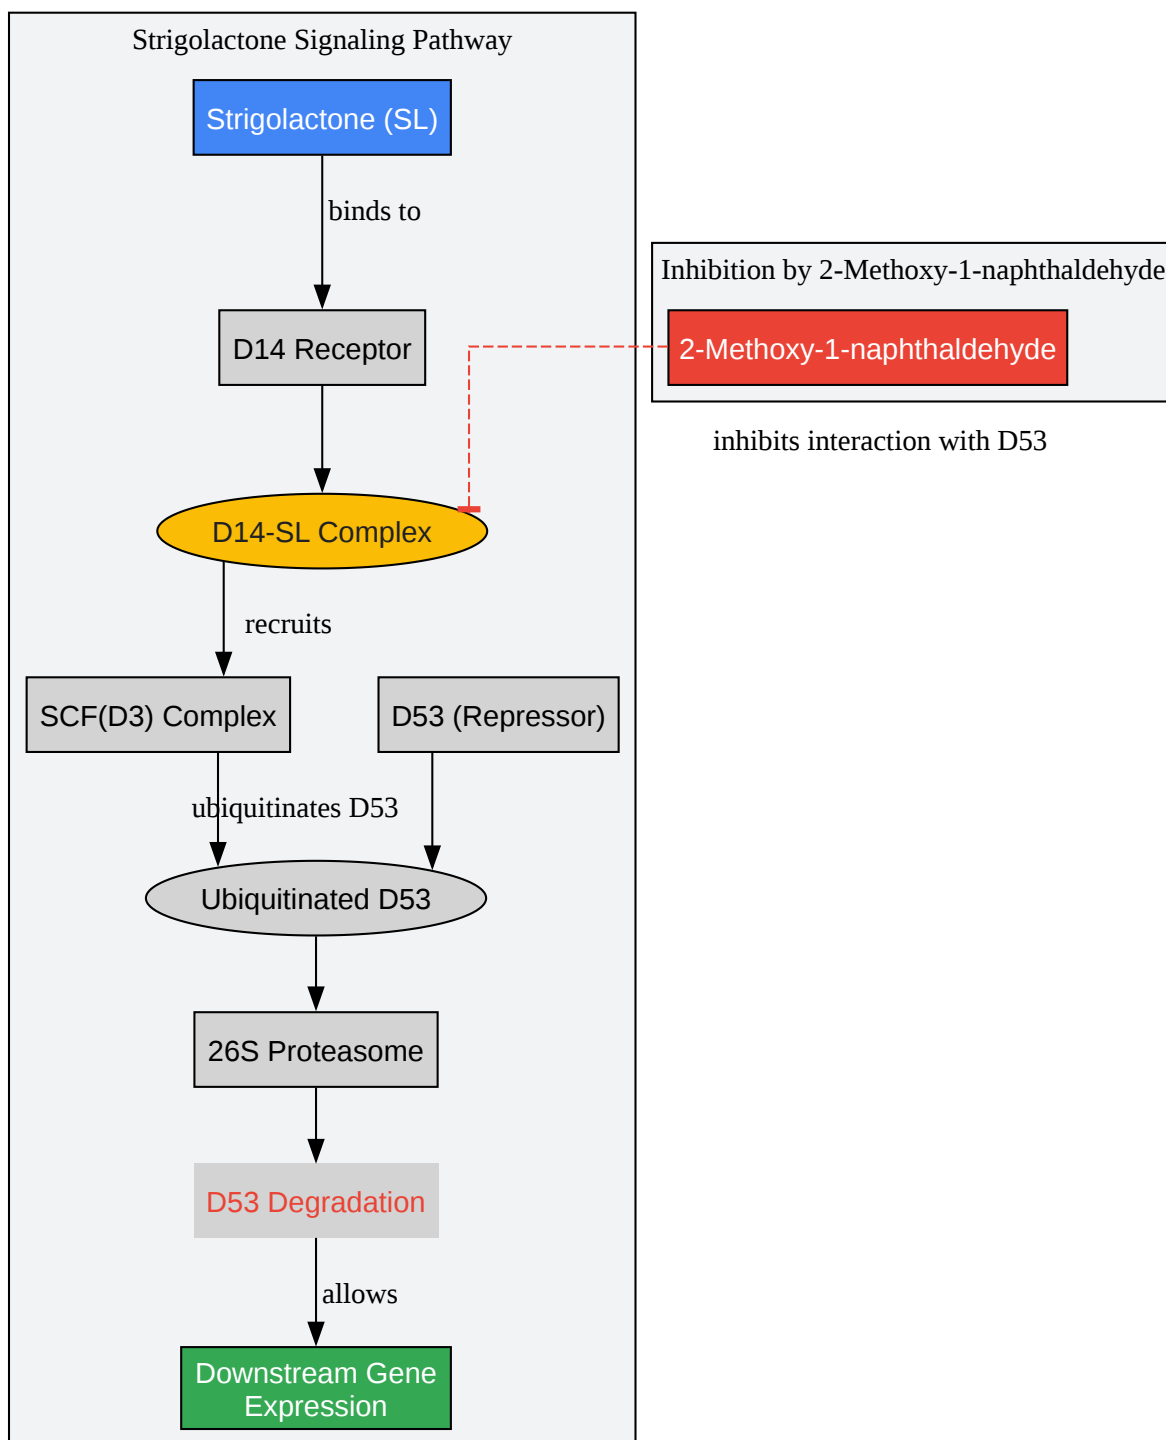 Strigolactone Signaling Pathway
Strigolactone (SL)
binds to
Inhibition by 2-Methoxy-1-naphthaldehyde
D14 Receptor
2-Methoxy-1-naphthaldehyde
inhibits interaction with D53
D14-SL Complex
recruits
SCF(D3) Complex
D53 (Repressor)
ubiquitinates D53
Ubiquitinated D53
26S Proteasome
D53 Degradation
allows
Downstream Gene
Expression